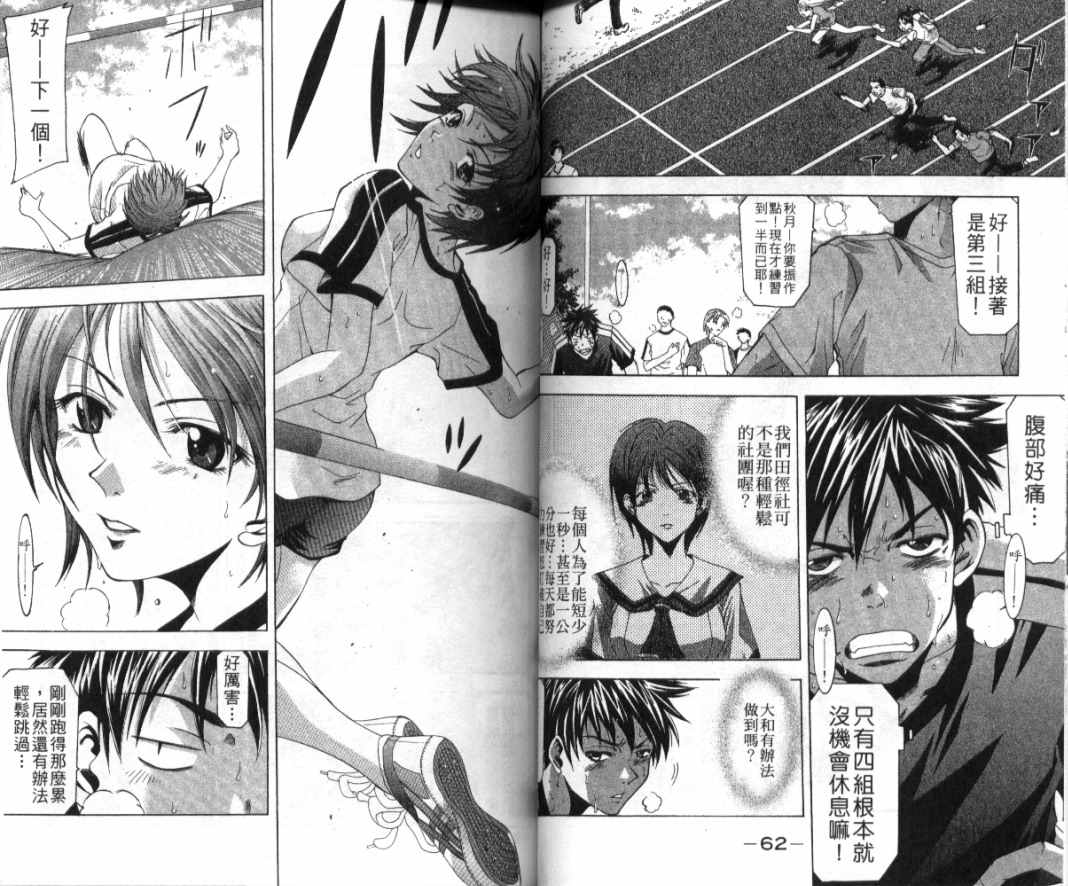 好——接著
是第三組！
秋月—你要振作
點！現在才練習
到一半而已耶！
呼
好…好！
腹部好痛…
呼…！
呼…！
只有四組根本就
沒機會休息嘛！
我們田徑社可
不是那種輕鬆
的社團喔？
每個人為了能短少
一秒…甚至是一公
分也好…每天都努
大和有辦法
做到嗎？
—62—
好——下一個！
呼…！
好厲害…
剛剛跑得那麼累
，居然還有辦法
輕鬆跳過…